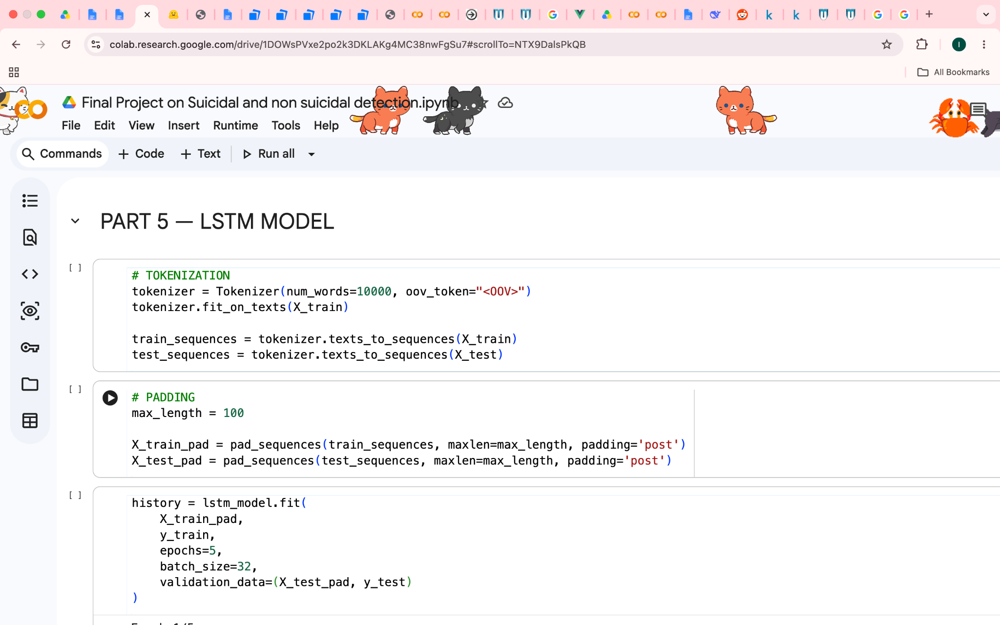 colab.research.google.com/drive/1DOWsPVxe2po2k3DKLAKg4MC38nwFgSu7#scrollTo=NTX9DalsPkQB
I
All Bookmarks
Final Project on Suicidal and non suicidal detection.ipynb
File Edit View Insert Runtime Tools Help
Commands + Code + Text Run all
PART 5 — LSTM MODEL
[ ]
# TOKENIZATION
tokenizer = Tokenizer(num_words=10000, oov_token="<OOV>")
tokenizer.fit_on_texts(X_train)
train_sequences = tokenizer.texts_to_sequences(X_train)
test_sequences = tokenizer.texts_to_sequences(X_test)
[ ]
# PADDING
max_length = 100
X_train_pad = pad_sequences(train_sequences, maxlen=max_length, padding='post')
X_test_pad = pad_sequences(test_sequences, maxlen=max_length, padding='post')
[ ]
history = lstm_model.fit(
    X_train_pad,
    y_train,
    epochs=5,
    batch_size=32,
    validation_data=(X_test_pad, y_test)
)